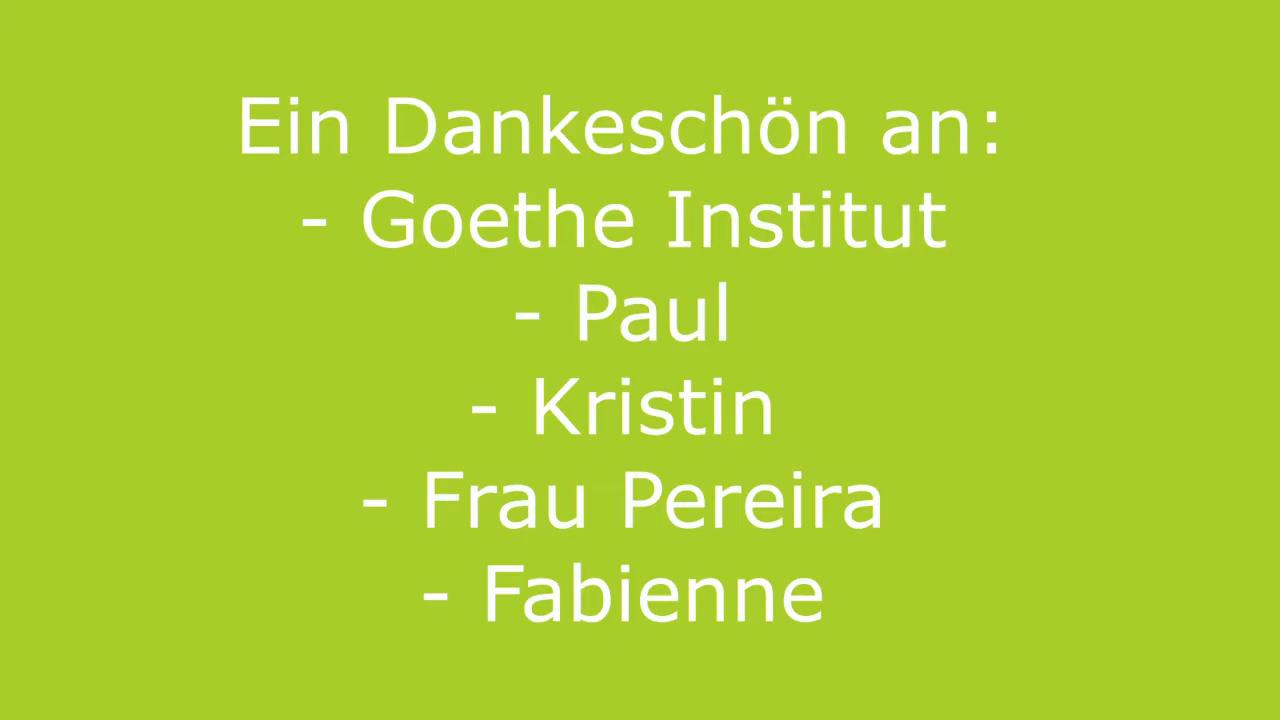 Ein Dankeschön an:
- Goethe Institut
- Paul
- Kristin
- Frau Pereira
- Fabienne